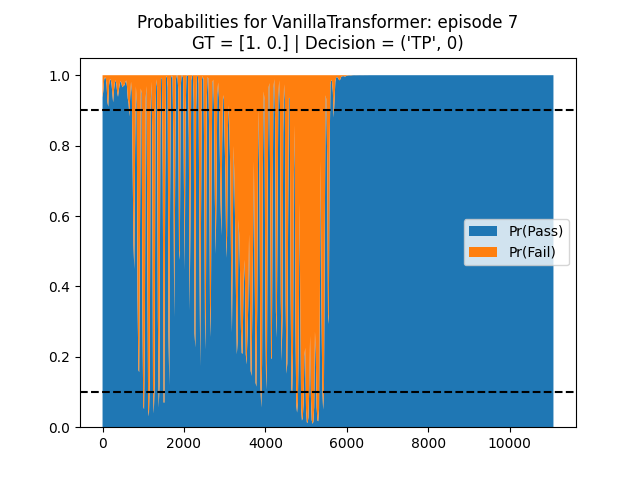 Probabilities for VanillaTransformer: episode 7
GT = [1. 0.] | Decision = ('TP', 0)
1.0
0.8
0.6
0.4
0.2
0.0
Pr(Pass)
Pr(Fail)
0 2000 4000 6000 8000 10000